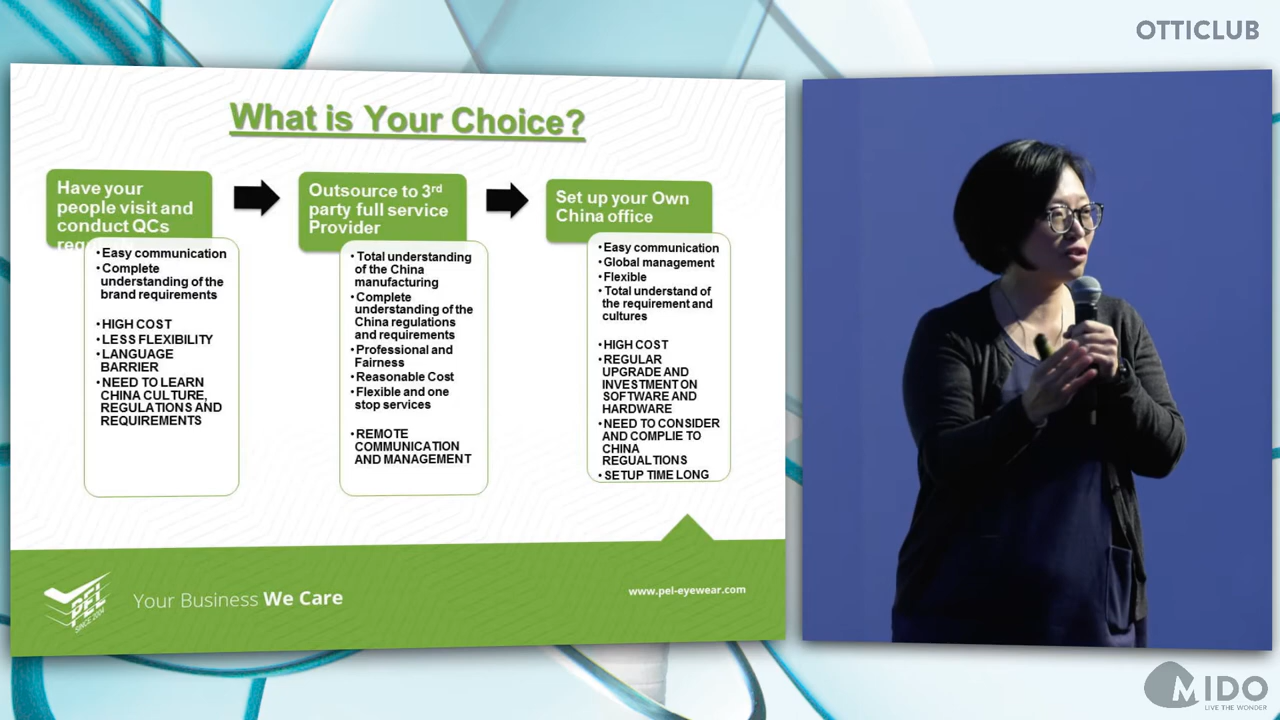 OTTICLUB
What is Your Choice?
Have your
people visit and
conduct QCs
Outsource to 3rd
party full service
Provider
Set up your Own
China office
•Easy communication
•Complete
understanding of the
brand requirements
•HIGH COST
•LESS FLEXIBILITY
•LANGUAGE
BARRIER
•NEED TO LEARN
CHINA CULTURE,
REGULATIONS AND
REQUIREMENTS
•Total understanding
of the China
manufacturing
•Complete
understanding of the
China regulations
and requirements
•Professional and
Fairness
•Reasonable Cost
•Flexible and one
stop services
•REMOTE
COMMUNICATION
AND MANAGEMENT
•Easy communication
•Global management
•Flexible
•Total understand of
the requirement and
cultures
•HIGH COST
•REGULAR
UPGRADE AND
INVESTMENT ON
SOFTWARE AND
HARDWARE
•NEED TO CONSIDER
AND COMPLIE TO
CHINA
REGUALTIONS
•SETUP TIME LONG
PEL
SINCE 2004
Your Business We Care
www.pel-eyewear.com
MIDO
LIVE THE WONDER